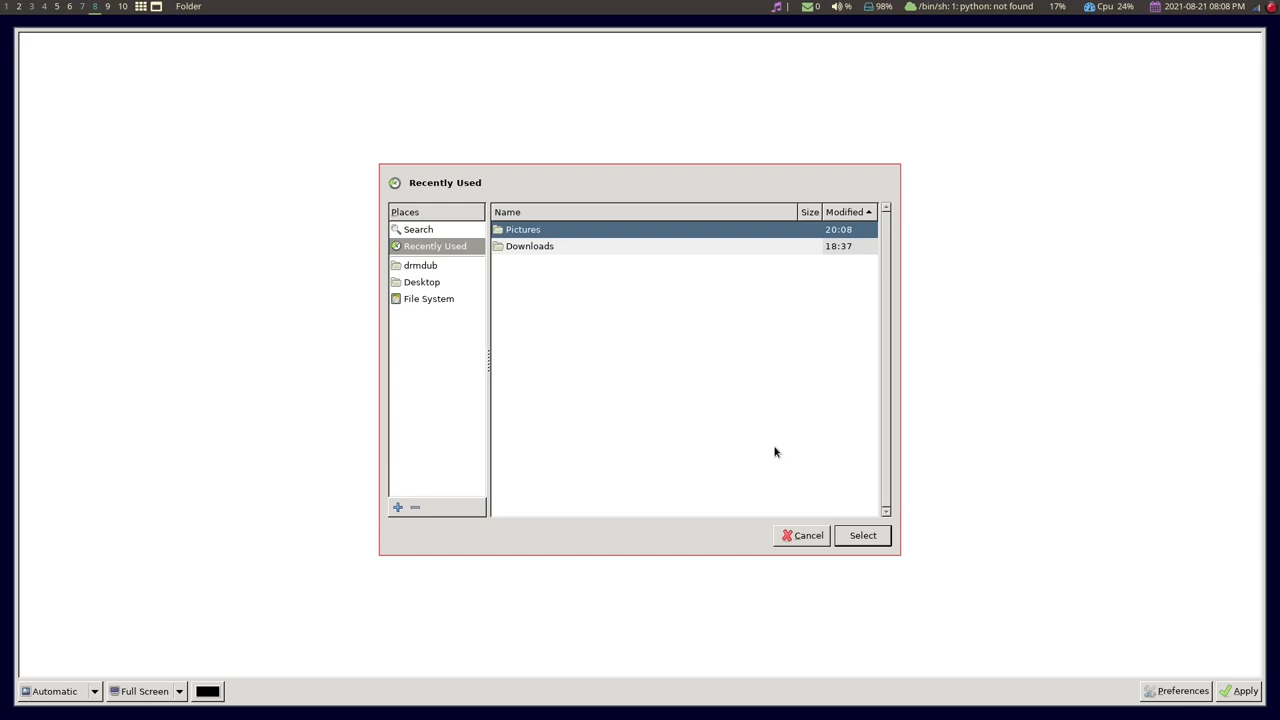 1 2 3 4 5 6 7 8 9 10 Folder 0 % 98% /bin/sh: 1: python: not found 17% Cpu 24% 2021-08-21 08:08 PM
Recently Used
Places Name Size Modified
Search Pictures 20:08
Recently Used Downloads 18:37
drmdub
Desktop
File System
Cancel Select
Automatic Full Screen Preferences Apply